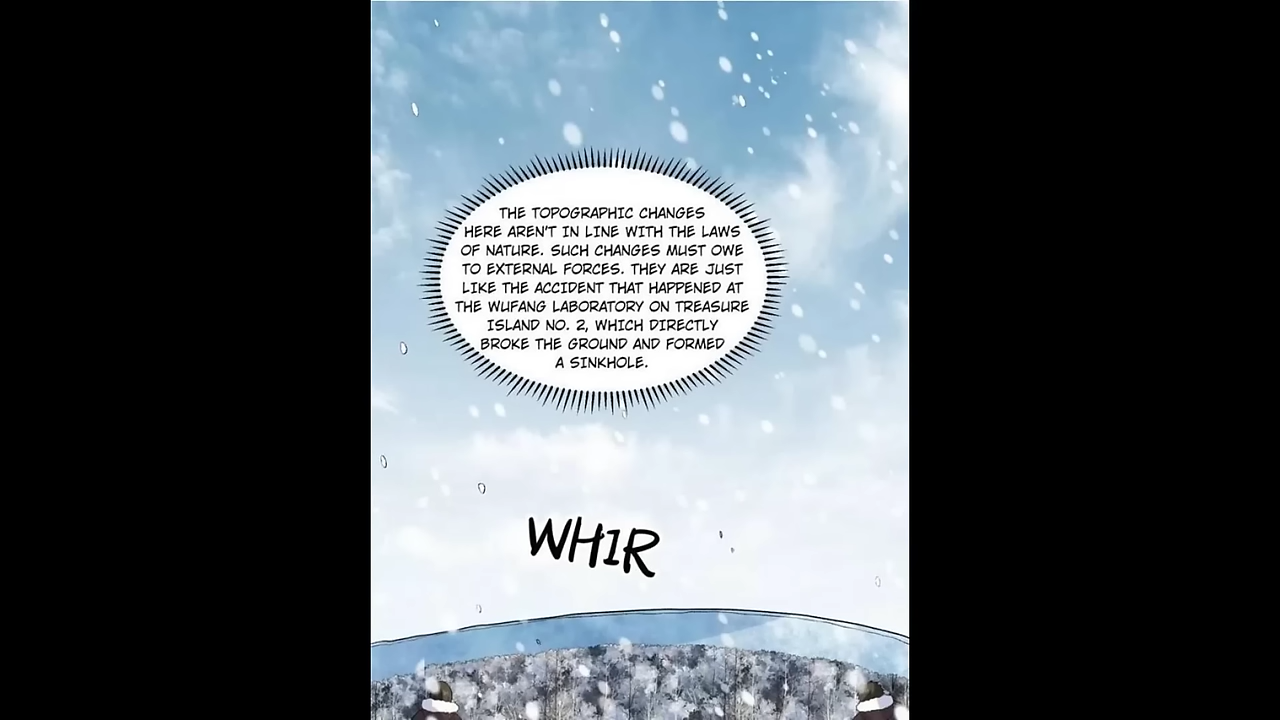 THE TOPOGRAPHIC CHANGES
HERE AREN'T IN LINE WITH THE LAWS
OF NATURE. SUCH CHANGES MUST OWE
TO EXTERNAL FORCES. THEY ARE JUST
LIKE THE ACCIDENT THAT HAPPENED AT
THE WUFANG LABORATORY ON TREASURE
ISLAND NO. 2, WHICH DIRECTLY
BROKE THE GROUND AND FORMED
A SINKHOLE.
WHIR